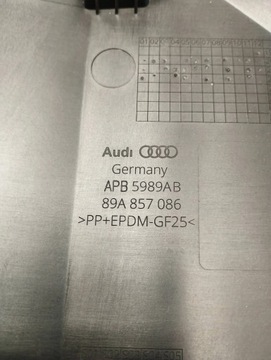 Audi
Germany
APB 5989AB
89A 857 086
>PP+EPDM-GF25<